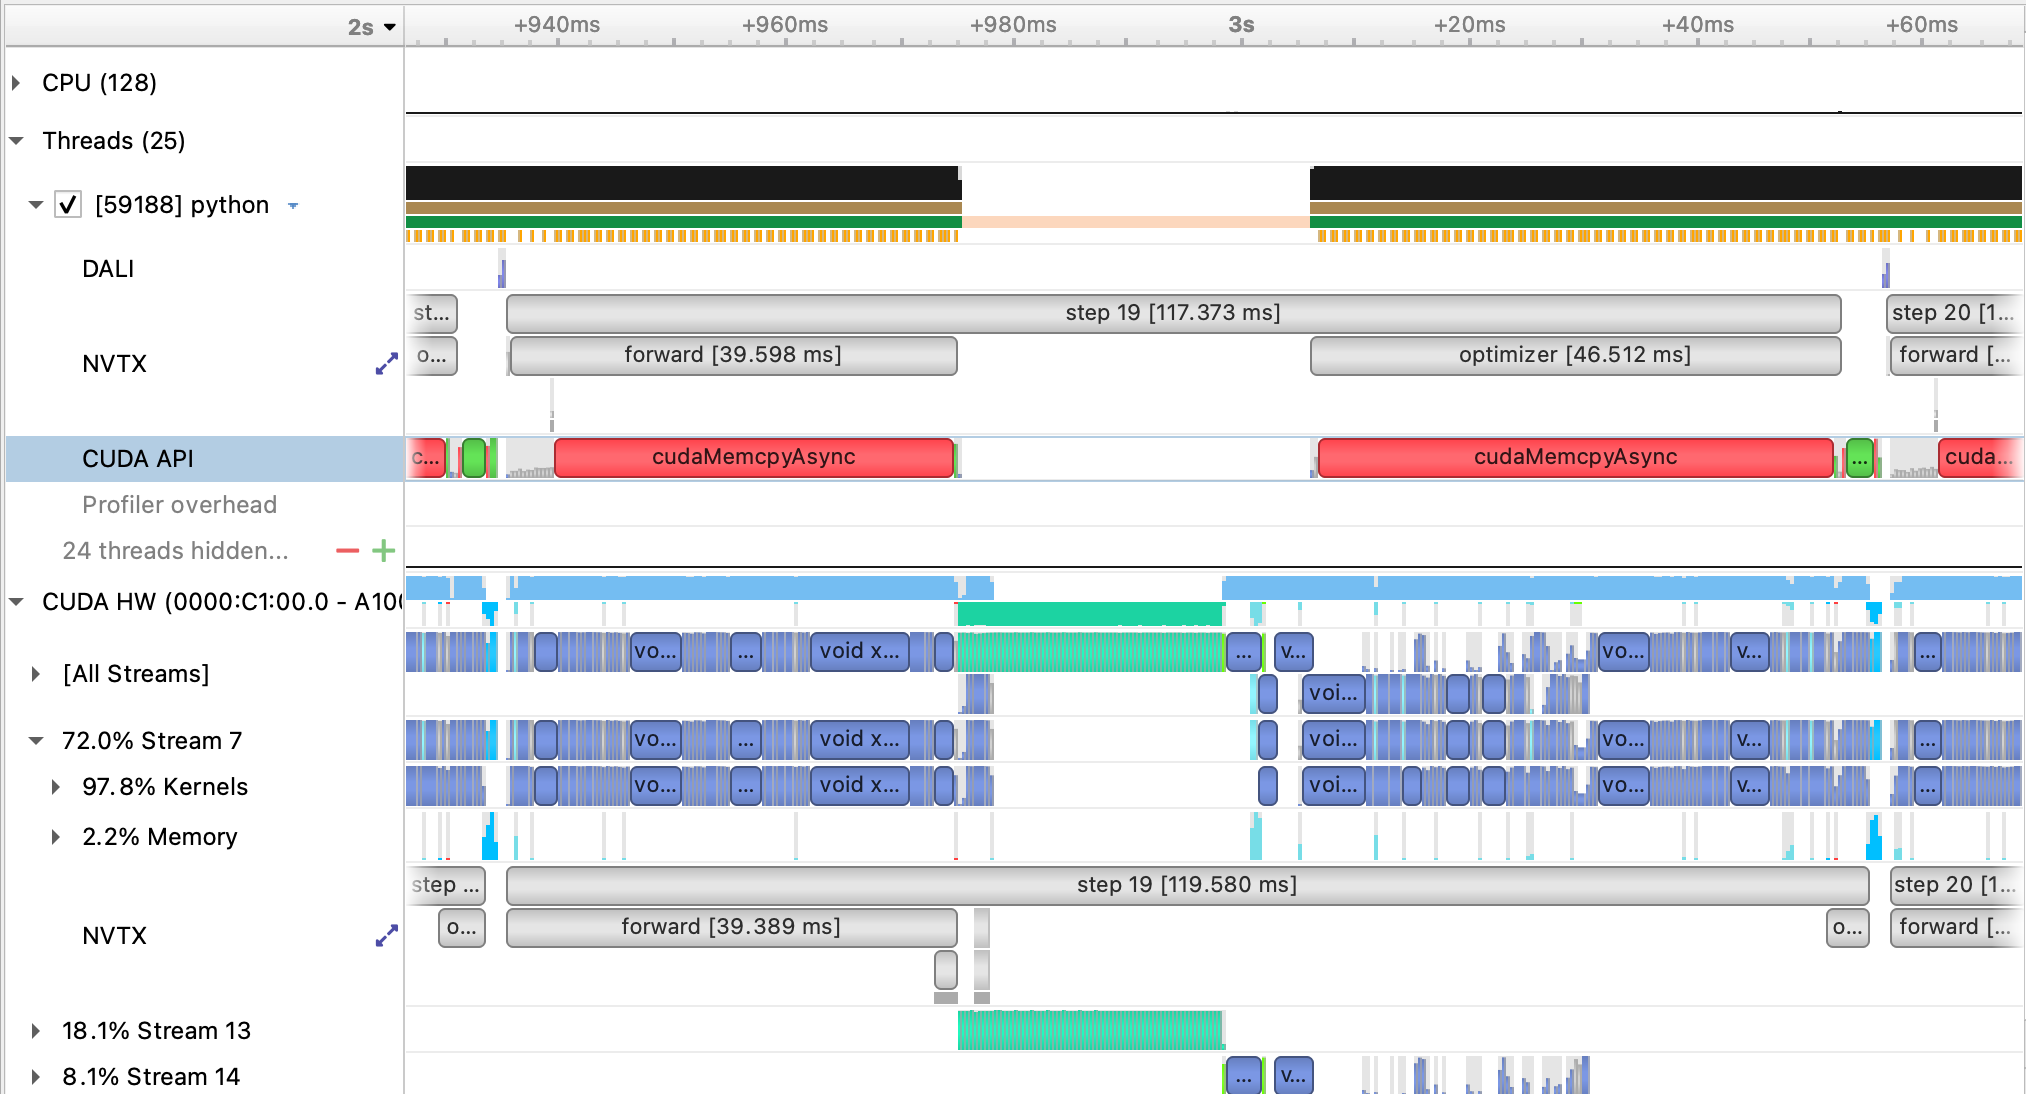 2s +940ms +960ms +980ms 3s +20ms +40ms +60ms
CPU (128)
Threads (25)
[59188] python
DALI
st... step 19 [117.373 ms] step 20 [1...
NVTX
o... forward [39.598 ms] optimizer [46.512 ms] forward [...
CUDA API c... cudaMemcpyAsync cudaMemcpyAsync ... cuda...
Profiler overhead
24 threads hidden...
CUDA HW (0000:C1:00.0 - A10
[All Streams] vo... ... void x... ... v... vo... v... ...
voi...
72.0% Stream 7 vo... ... void x... voi... vo... v... ...
97.8% Kernels vo... ... void x... voi... vo... v... ...
2.2% Memory
step ... step 19 [119.580 ms] step 20 [1...
NVTX o... forward [39.389 ms] o... forward [...
18.1% Stream 13
8.1% Stream 14 ... v...